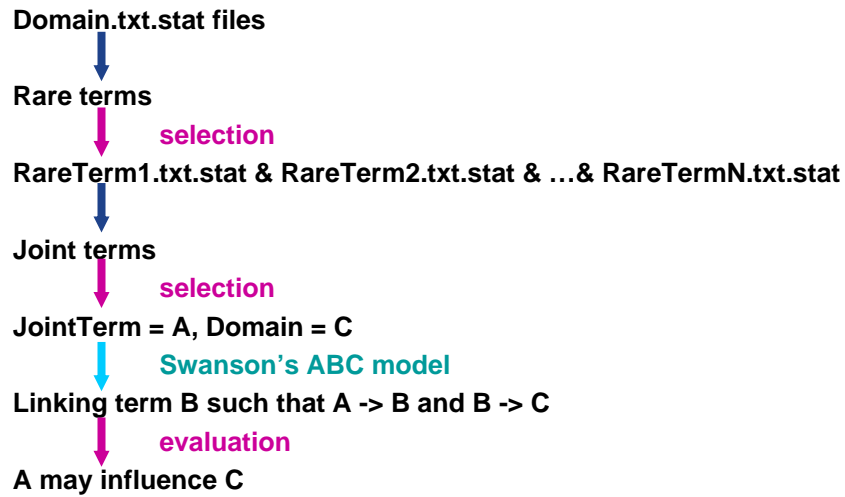 Domain.txt.stat files
Rare terms
selection
RareTerm1.txt.stat & RareTerm2.txt.stat & …& RareTermN.txt.stat
Joint terms
selection
JointTerm = A, Domain = C
Swanson’s ABC model
Linking term B such that A -> B and B -> C
evaluation
A may influence C